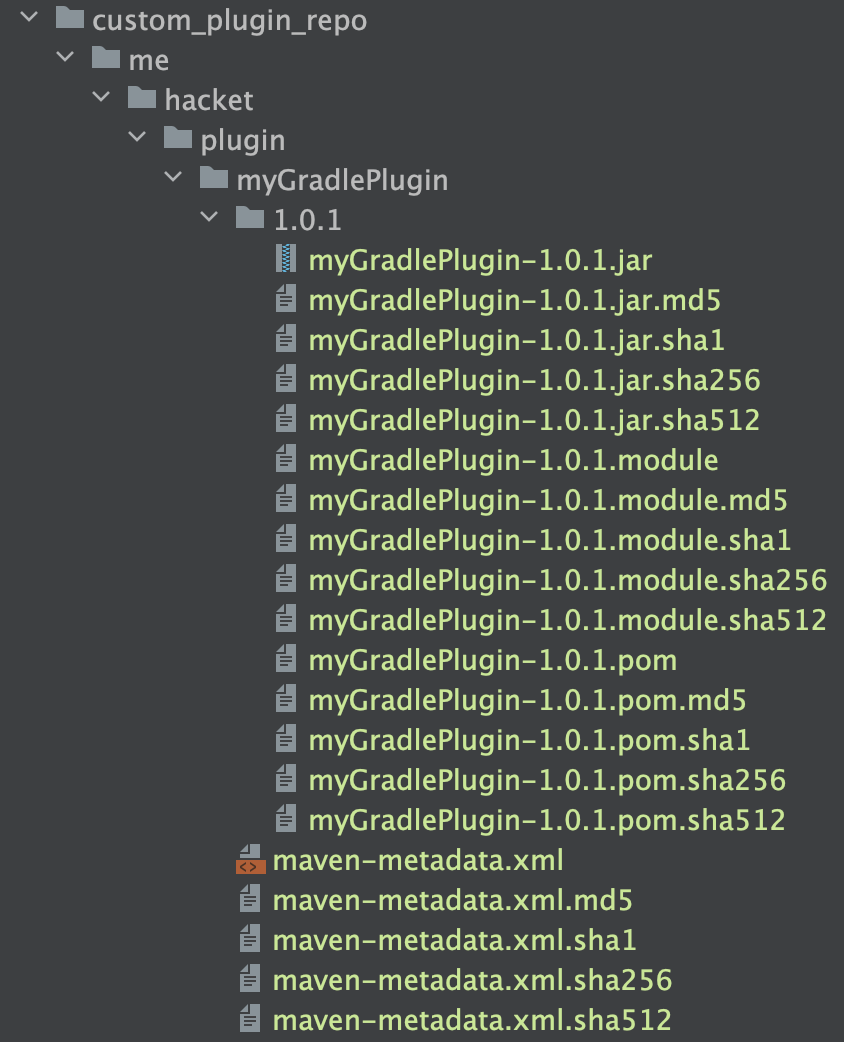 custom_plugin_repo
me
hacket
plugin
myGradlePlugin
1.0.1
myGradlePlugin-1.0.1.jar
myGradlePlugin-1.0.1.jar.md5
myGradlePlugin-1.0.1.jar.sha1
myGradlePlugin-1.0.1.jar.sha256
myGradlePlugin-1.0.1.jar.sha512
myGradlePlugin-1.0.1.module
myGradlePlugin-1.0.1.module.md5
myGradlePlugin-1.0.1.module.sha1
myGradlePlugin-1.0.1.module.sha256
myGradlePlugin-1.0.1.module.sha512
myGradlePlugin-1.0.1.pom
myGradlePlugin-1.0.1.pom.md5
myGradlePlugin-1.0.1.pom.sha1
myGradlePlugin-1.0.1.pom.sha256
myGradlePlugin-1.0.1.pom.sha512
maven-metadata.xml
maven-metadata.xml.md5
maven-metadata.xml.sha1
maven-metadata.xml.sha256
maven-metadata.xml.sha512